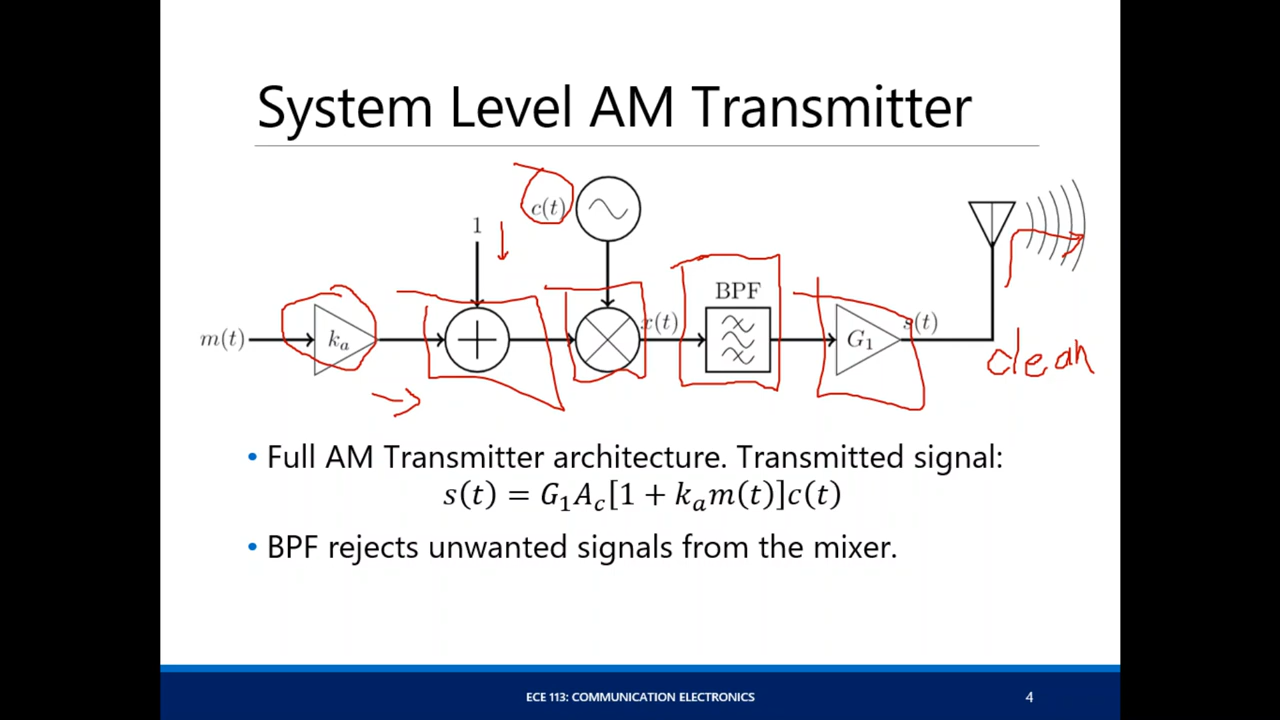 System Level AM Transmitter
c(t)
1
BPF
m(t) kₐ x(t) G₁ s(t)
clean
• Full AM Transmitter architecture. Transmitted signal:
s(t) = G₁A_c[1 + kₐm(t)]c(t)
• BPF rejects unwanted signals from the mixer.
ECE 113: COMMUNICATION ELECTRONICS 4